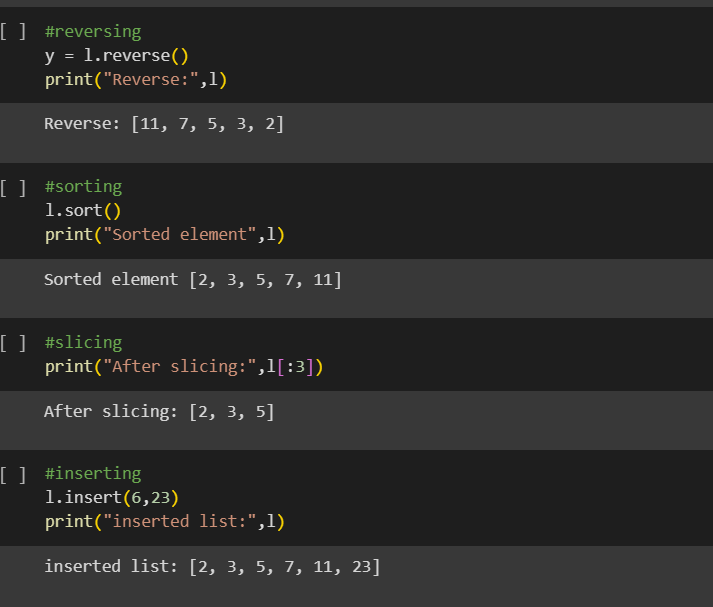 [ ] #reversing
y = l.reverse()
print("Reverse:",l)
Reverse: [11, 7, 5, 3, 2]
[ ] #sorting
l.sort()
print("Sorted element",l)
Sorted element [2, 3, 5, 7, 11]
[ ] #slicing
print("After slicing:",l[:3])
After slicing: [2, 3, 5]
[ ] #inserting
l.insert(6,23)
print("inserted list:",l)
inserted list: [2, 3, 5, 7, 11, 23]